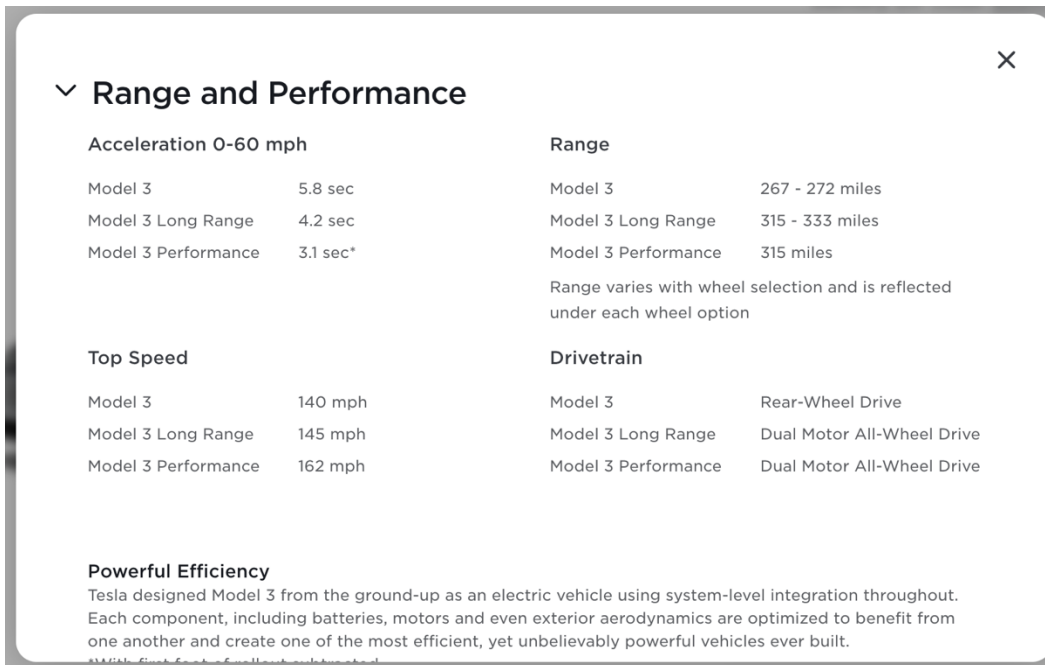 Range and Performance
Acceleration 0-60 mph
Model 3 5.8 sec
Model 3 Long Range 4.2 sec
Model 3 Performance 3.1 sec*
Range
Model 3 267 - 272 miles
Model 3 Long Range 315 - 333 miles
Model 3 Performance 315 miles
Range varies with wheel selection and is reflected
under each wheel option
Top Speed
Model 3 140 mph
Model 3 Long Range 145 mph
Model 3 Performance 162 mph
Drivetrain
Model 3 Rear-Wheel Drive
Model 3 Long Range Dual Motor All-Wheel Drive
Model 3 Performance Dual Motor All-Wheel Drive
Powerful Efficiency
Tesla designed Model 3 from the ground-up as an electric vehicle using system-level integration throughout.
Each component, including batteries, motors and even exterior aerodynamics are optimized to benefit from
one another and create one of the most efficient, yet unbelievably powerful vehicles ever built.
*With first foot of rollout subtracted